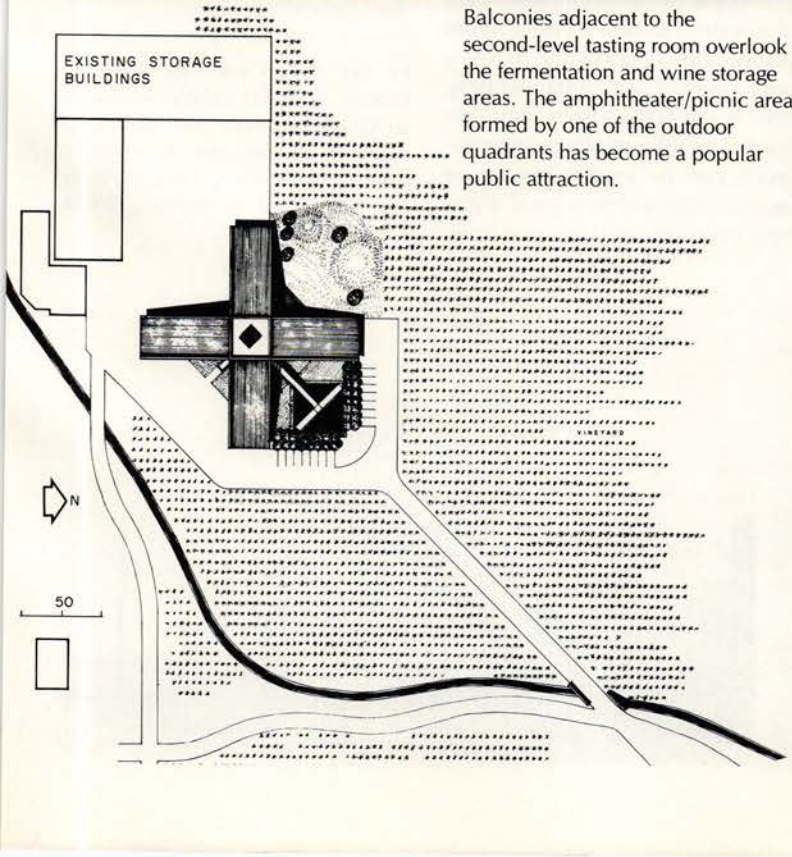 Balconies adjacent to the
second-level tasting room overlook
the fermentation and wine storage
areas. The amphitheater/picnic area
formed by one of the outdoor
quadrants has become a popular
public attraction.
EXISTING STORAGE
BUILDINGS
VINEYARD
N
50